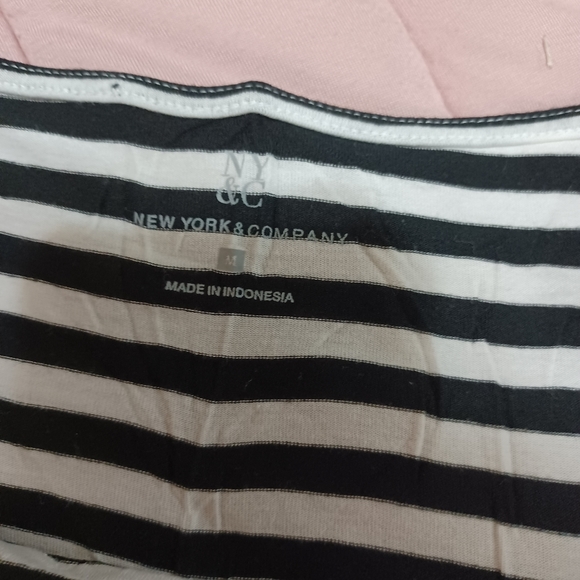 NY
&C
NEW YORK & COMPANY
MADE IN INDONESIA